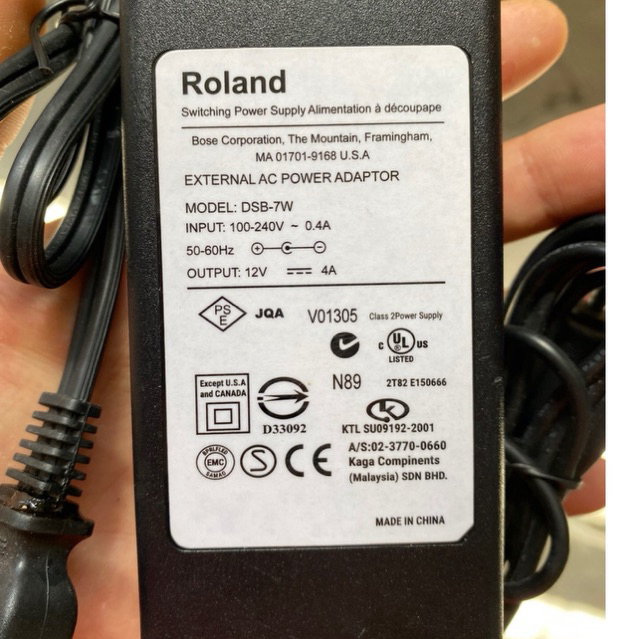 Roland
Switching Power Supply Alimentation à découpape
Bose Corporation, The Mountain, Framingham,
MA 01701-9168 U.S.A
EXTERNAL AC POWER ADAPTOR
MODEL: DSB-7W
INPUT: 100-240V ~ 0.4A
50-60Hz
OUTPUT: 12V 4A
PS
E
JQA
V01305
Class 2Power Supply
C UL US
LISTED
Except U.S.A
and CANADA
N89
2T82 E150666
D33092
KTL SU09192-2001
EMC
S
CE
A/S:02-3770-0660
Kaga Compinents
(Malaysia) SDN BHD.
MADE IN CHINA